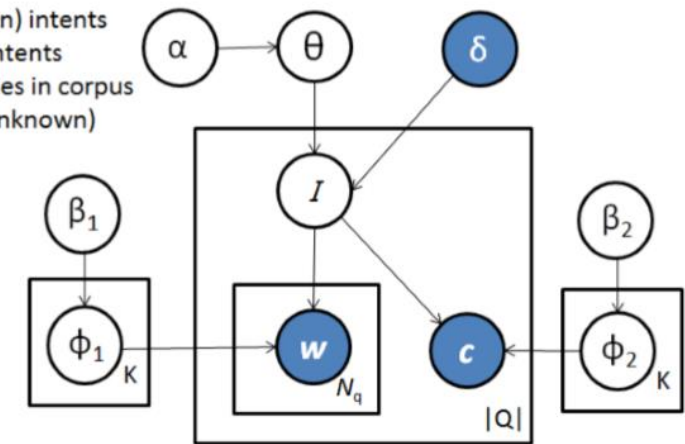 n) intents
ntents
es in corpus
nknown)
α
θ
δ
I
β1
β2
ϕ1
K
w
Nq
c
ϕ2
K
|Q|